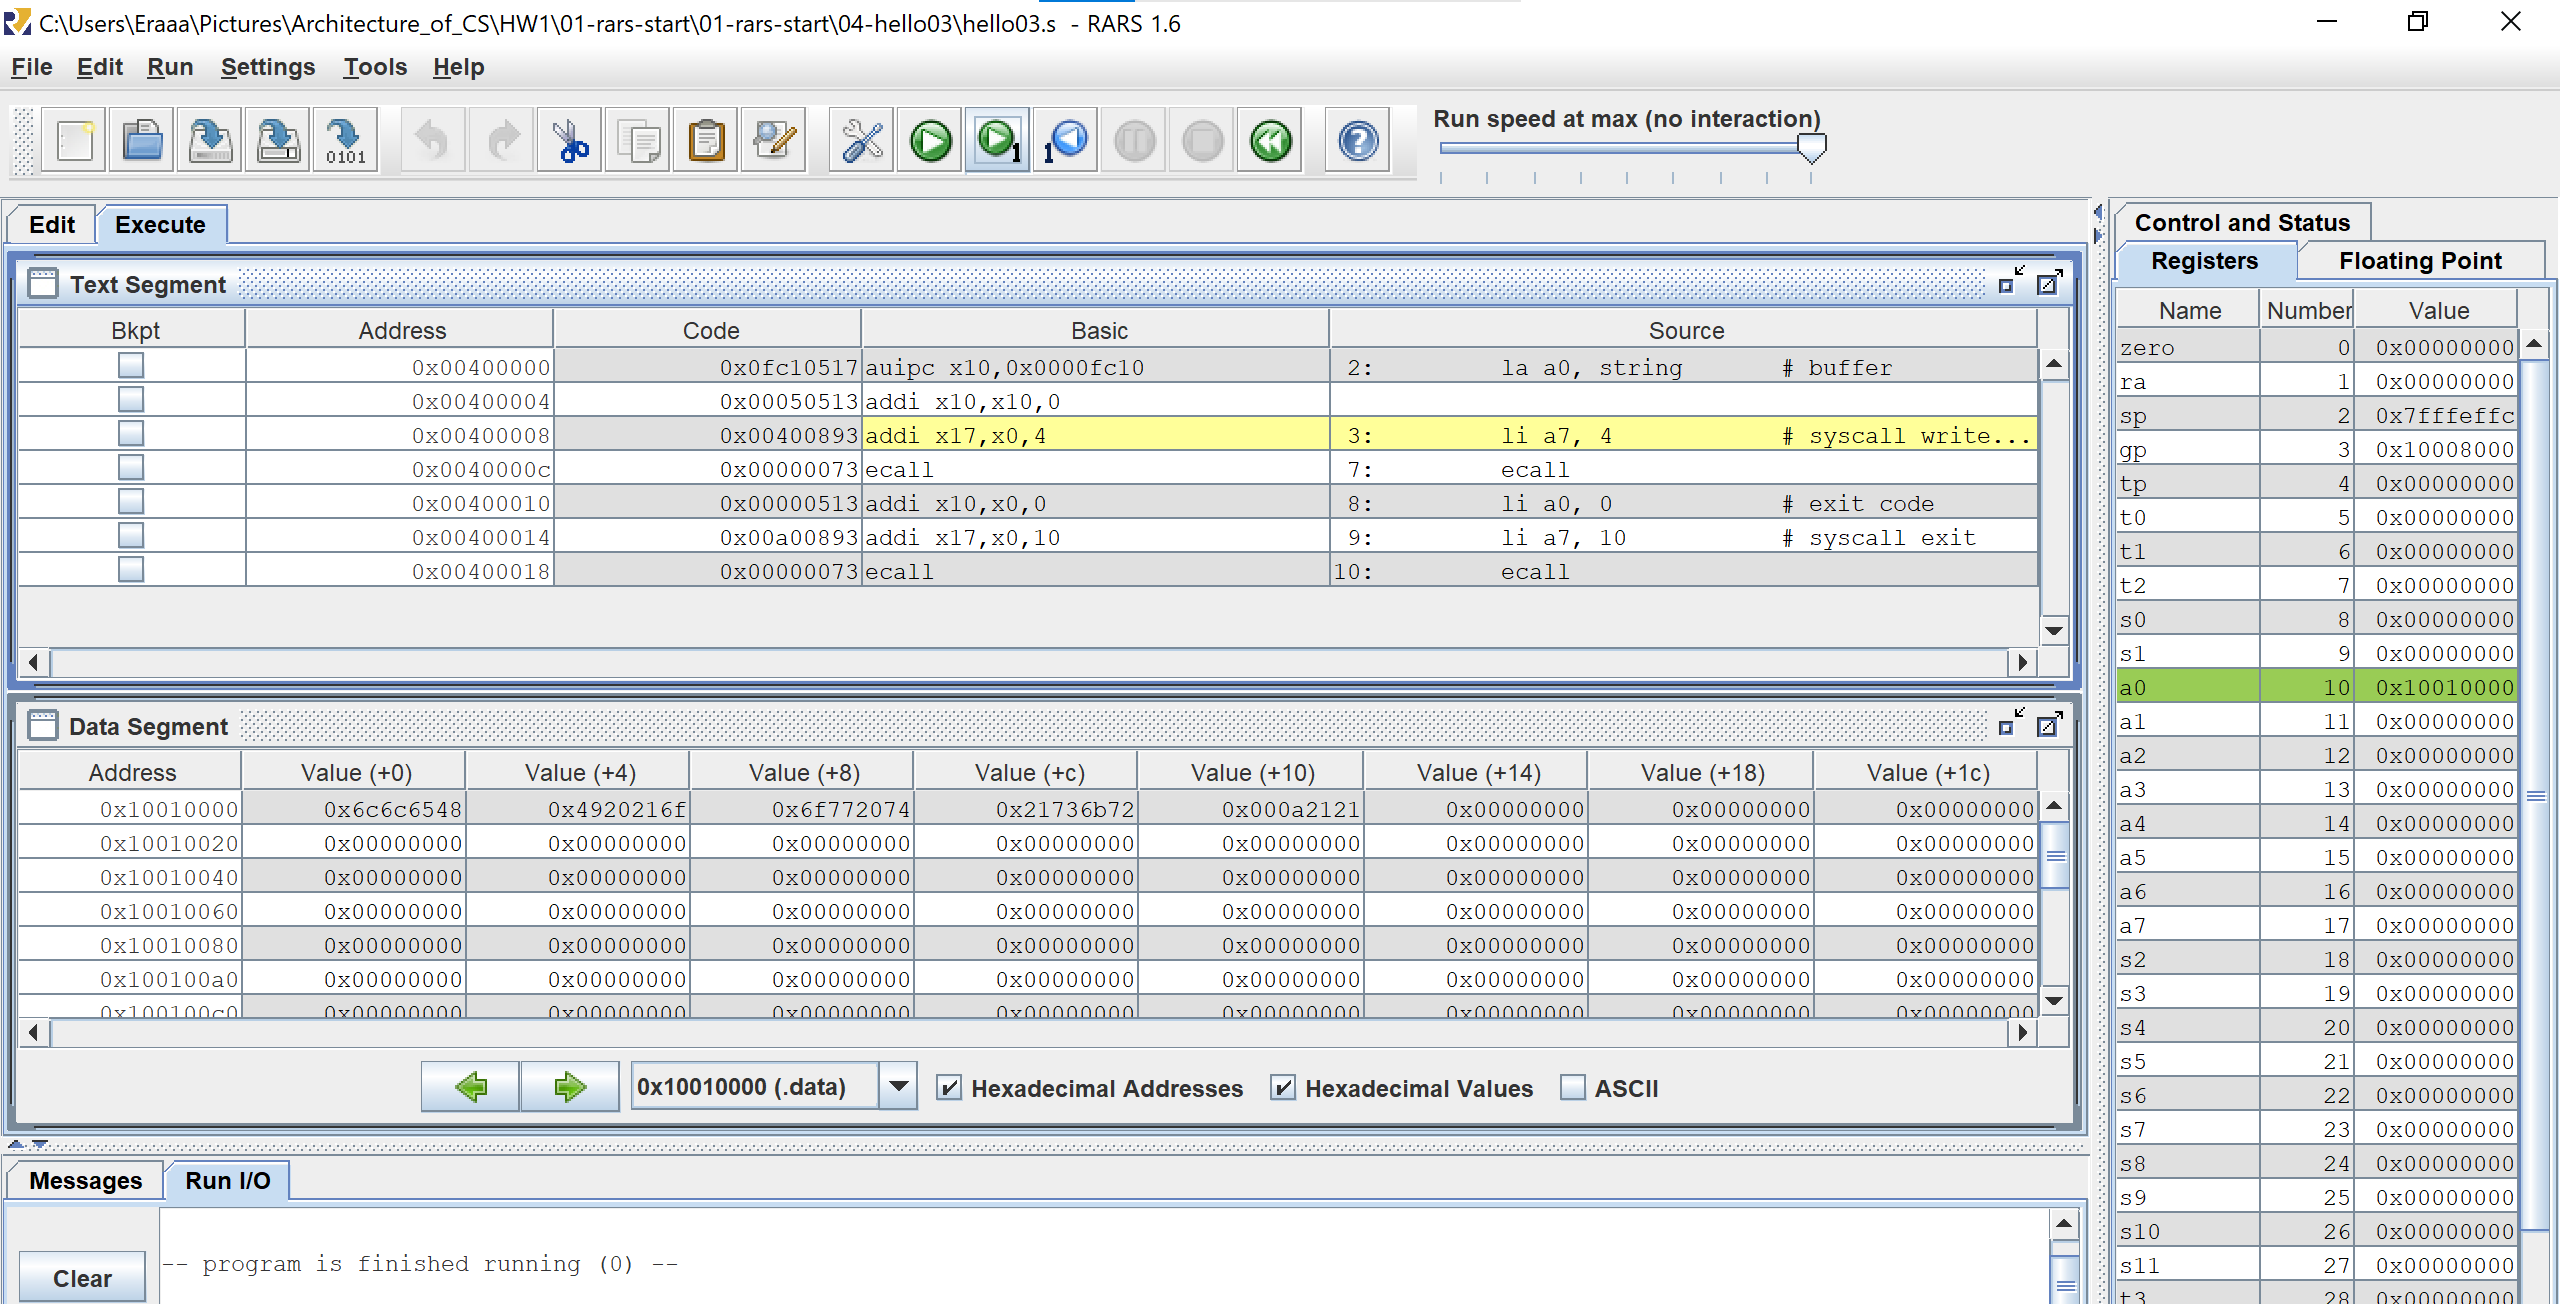 C:\Users\Eraaa\Pictures\Architecture_of_CS\HW1\01-rars-start\01-rars-start\04-hello03\hello03.s - RARS 1.6
File Edit Run Settings Tools Help
0101 1 1
Run speed at max (no interaction)
Edit Execute
Text Segment
Bkpt Address Code Basic Source
0x00400000 0x0fc10517 auipc x10,0x0000fc10 2: la a0, string # buffer
0x00400004 0x00050513 addi x10,x10,0
0x00400008 0x00400893 addi x17,x0,4 3: li a7, 4 # syscall write...
0x0040000c 0x00000073 ecall 7: ecall
0x00400010 0x00000513 addi x10,x0,0 8: li a0, 0 # exit code
0x00400014 0x00a00893 addi x17,x0,10 9: li a7, 10 # syscall exit
0x00400018 0x00000073 ecall 10: ecall
Data Segment
Address Value (+0) Value (+4) Value (+8) Value (+c) Value (+10) Value (+14) Value (+18) Value (+1c)
0x10010000 0x6c6c6548 0x4920216f 0x6f772074 0x21736b72 0x000a2121 0x00000000 0x00000000 0x00000000
0x10010020 0x00000000 0x00000000 0x00000000 0x00000000 0x00000000 0x00000000 0x00000000 0x00000000
0x10010040 0x00000000 0x00000000 0x00000000 0x00000000 0x00000000 0x00000000 0x00000000 0x00000000
0x10010060 0x00000000 0x00000000 0x00000000 0x00000000 0x00000000 0x00000000 0x00000000 0x00000000
0x10010080 0x00000000 0x00000000 0x00000000 0x00000000 0x00000000 0x00000000 0x00000000 0x00000000
0x100100a0 0x00000000 0x00000000 0x00000000 0x00000000 0x00000000 0x00000000 0x00000000 0x00000000
0x100100c0 0x00000000 0x00000000 0x00000000 0x00000000 0x00000000 0x00000000 0x00000000 0x00000000
0x10010000 (.data) Hexadecimal Addresses Hexadecimal Values ASCII
Messages Run I/O
Clear
-- program is finished running (0) --
Control and Status
Registers Floating Point
Name Number Value
zero 0 0x00000000
ra 1 0x00000000
sp 2 0x7fffeffc
gp 3 0x10008000
tp 4 0x00000000
t0 5 0x00000000
t1 6 0x00000000
t2 7 0x00000000
s0 8 0x00000000
s1 9 0x00000000
a0 10 0x10010000
a1 11 0x00000000
a2 12 0x00000000
a3 13 0x00000000
a4 14 0x00000000
a5 15 0x00000000
a6 16 0x00000000
a7 17 0x00000000
s2 18 0x00000000
s3 19 0x00000000
s4 20 0x00000000
s5 21 0x00000000
s6 22 0x00000000
s7 23 0x00000000
s8 24 0x00000000
s9 25 0x00000000
s10 26 0x00000000
s11 27 0x00000000
t3 28 0x00000000